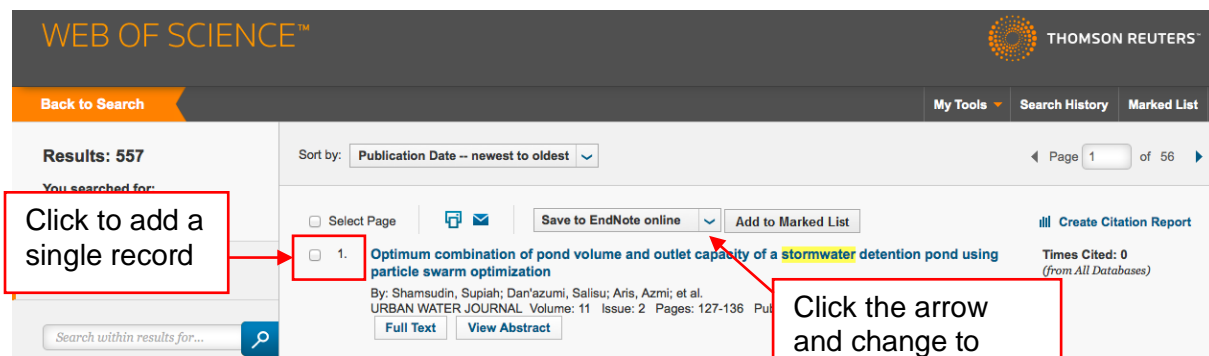 WEB OF SCIENCE™
THOMSON REUTERS™
Back to Search
My Tools
Search History
Marked List
Results: 557
You searched for:
Sort by:
Publication Date -- newest to oldest
Page
1
of 56
Click to add a
single record
Select Page
Save to EndNote online
Add to Marked List
Create Citation Report
1.
Optimum combination of pond volume and outlet capacity of a stormwater detention pond using
particle swarm optimization
By: Shamsudin, Supiah; Dan'azumi, Salisu; Aris, Azmi; et al.
URBAN WATER JOURNAL Volume: 11 Issue: 2 Pages: 127-136
Full Text
View Abstract
Times Cited: 0
(from All Databases)
Click the arrow
and change to
Search within results for...